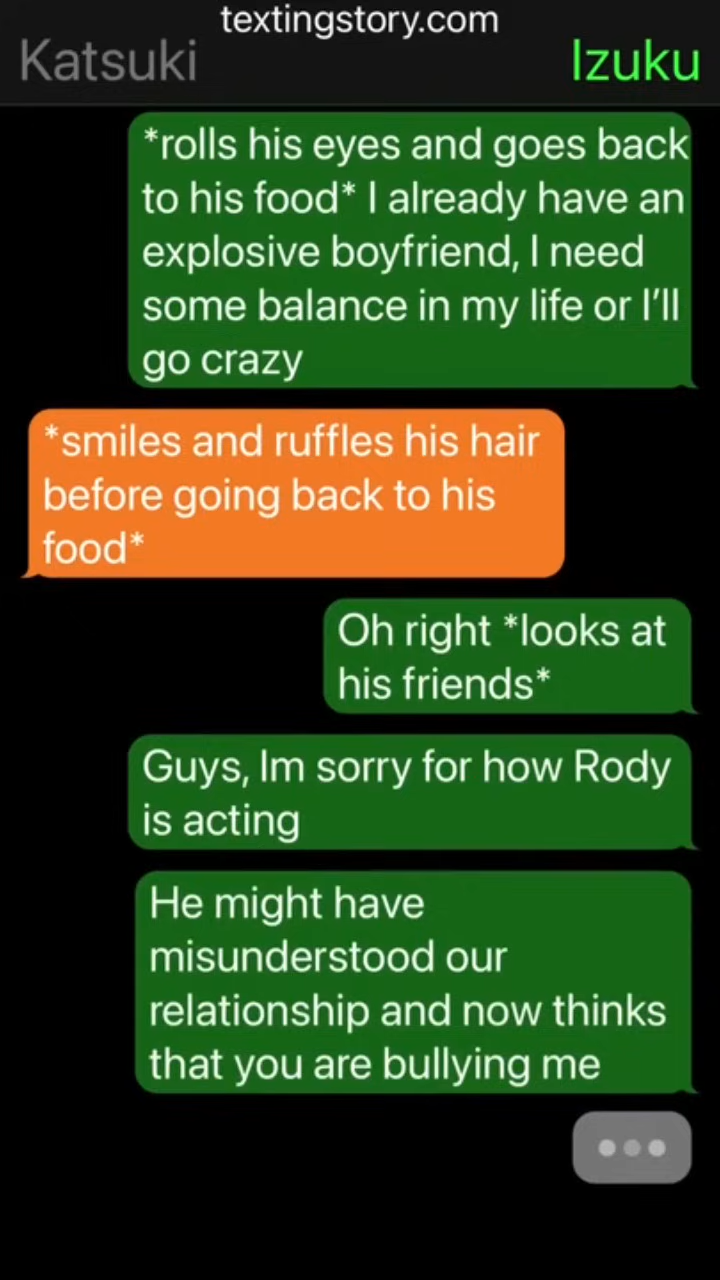 textingstory.com
Katsuki
Izuku
*rolls his eyes and goes back
to his food* I already have an
explosive boyfriend, I need
some balance in my life or I’ll
go crazy
*smiles and ruffles his hair
before going back to his
food*
Oh right *looks at
his friends*
Guys, Im sorry for how Rody
is acting
He might have
misunderstood our
relationship and now thinks
that you are bullying me